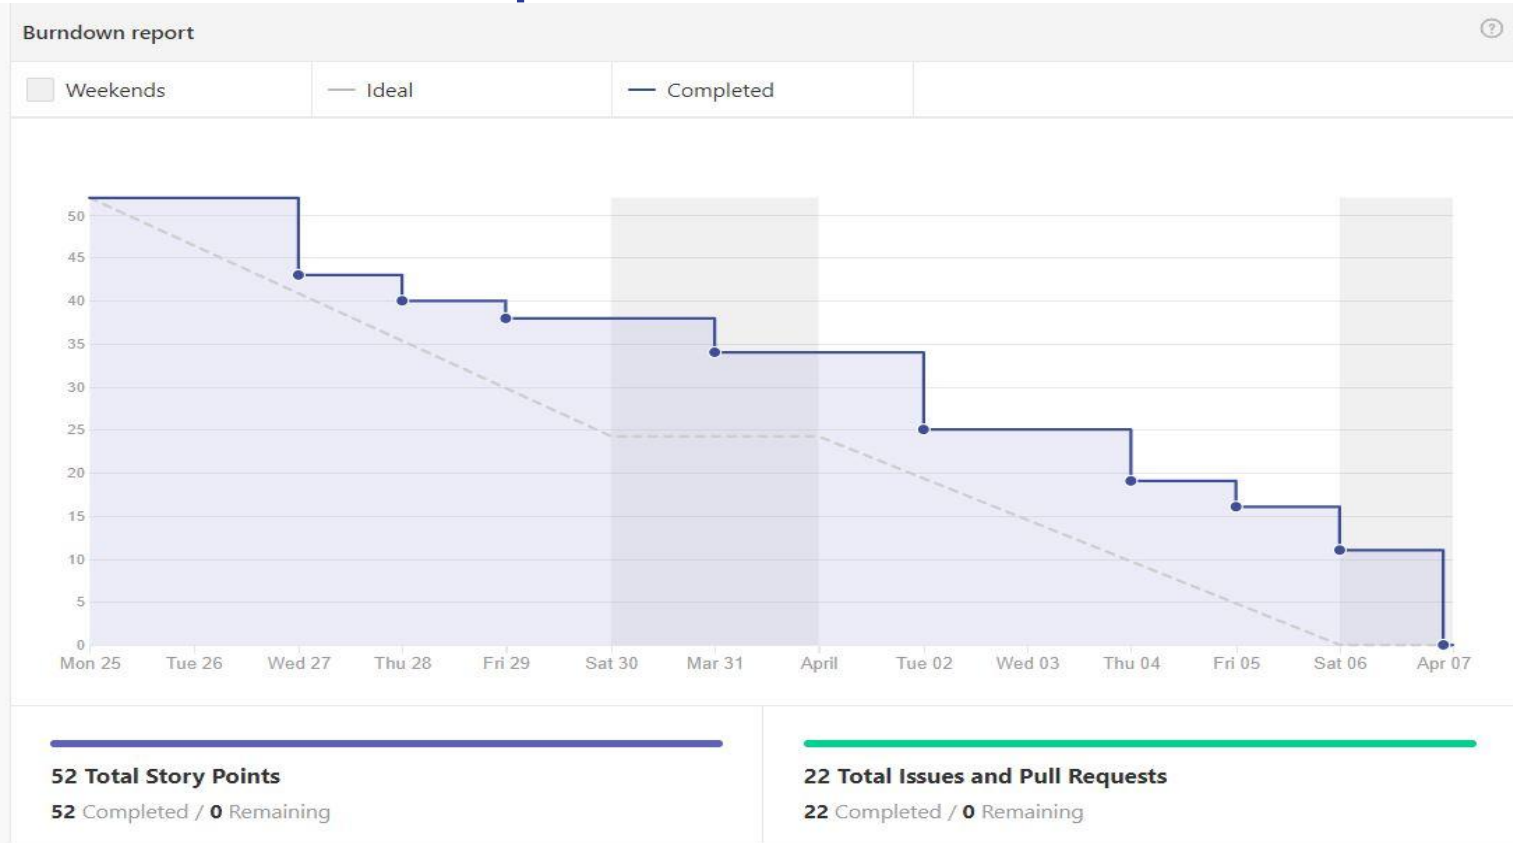 Burndown report
?
Weekends
Ideal
Completed
50
45
40
35
30
25
20
15
10
5
0
Mon 25 Tue 26 Wed 27 Thu 28 Fri 29 Sat 30 Mar 31 April Tue 02 Wed 03 Thu 04 Fri 05 Sat 06 Apr 07
52 Total Story Points
52 Completed / 0 Remaining
22 Total Issues and Pull Requests
22 Completed / 0 Remaining